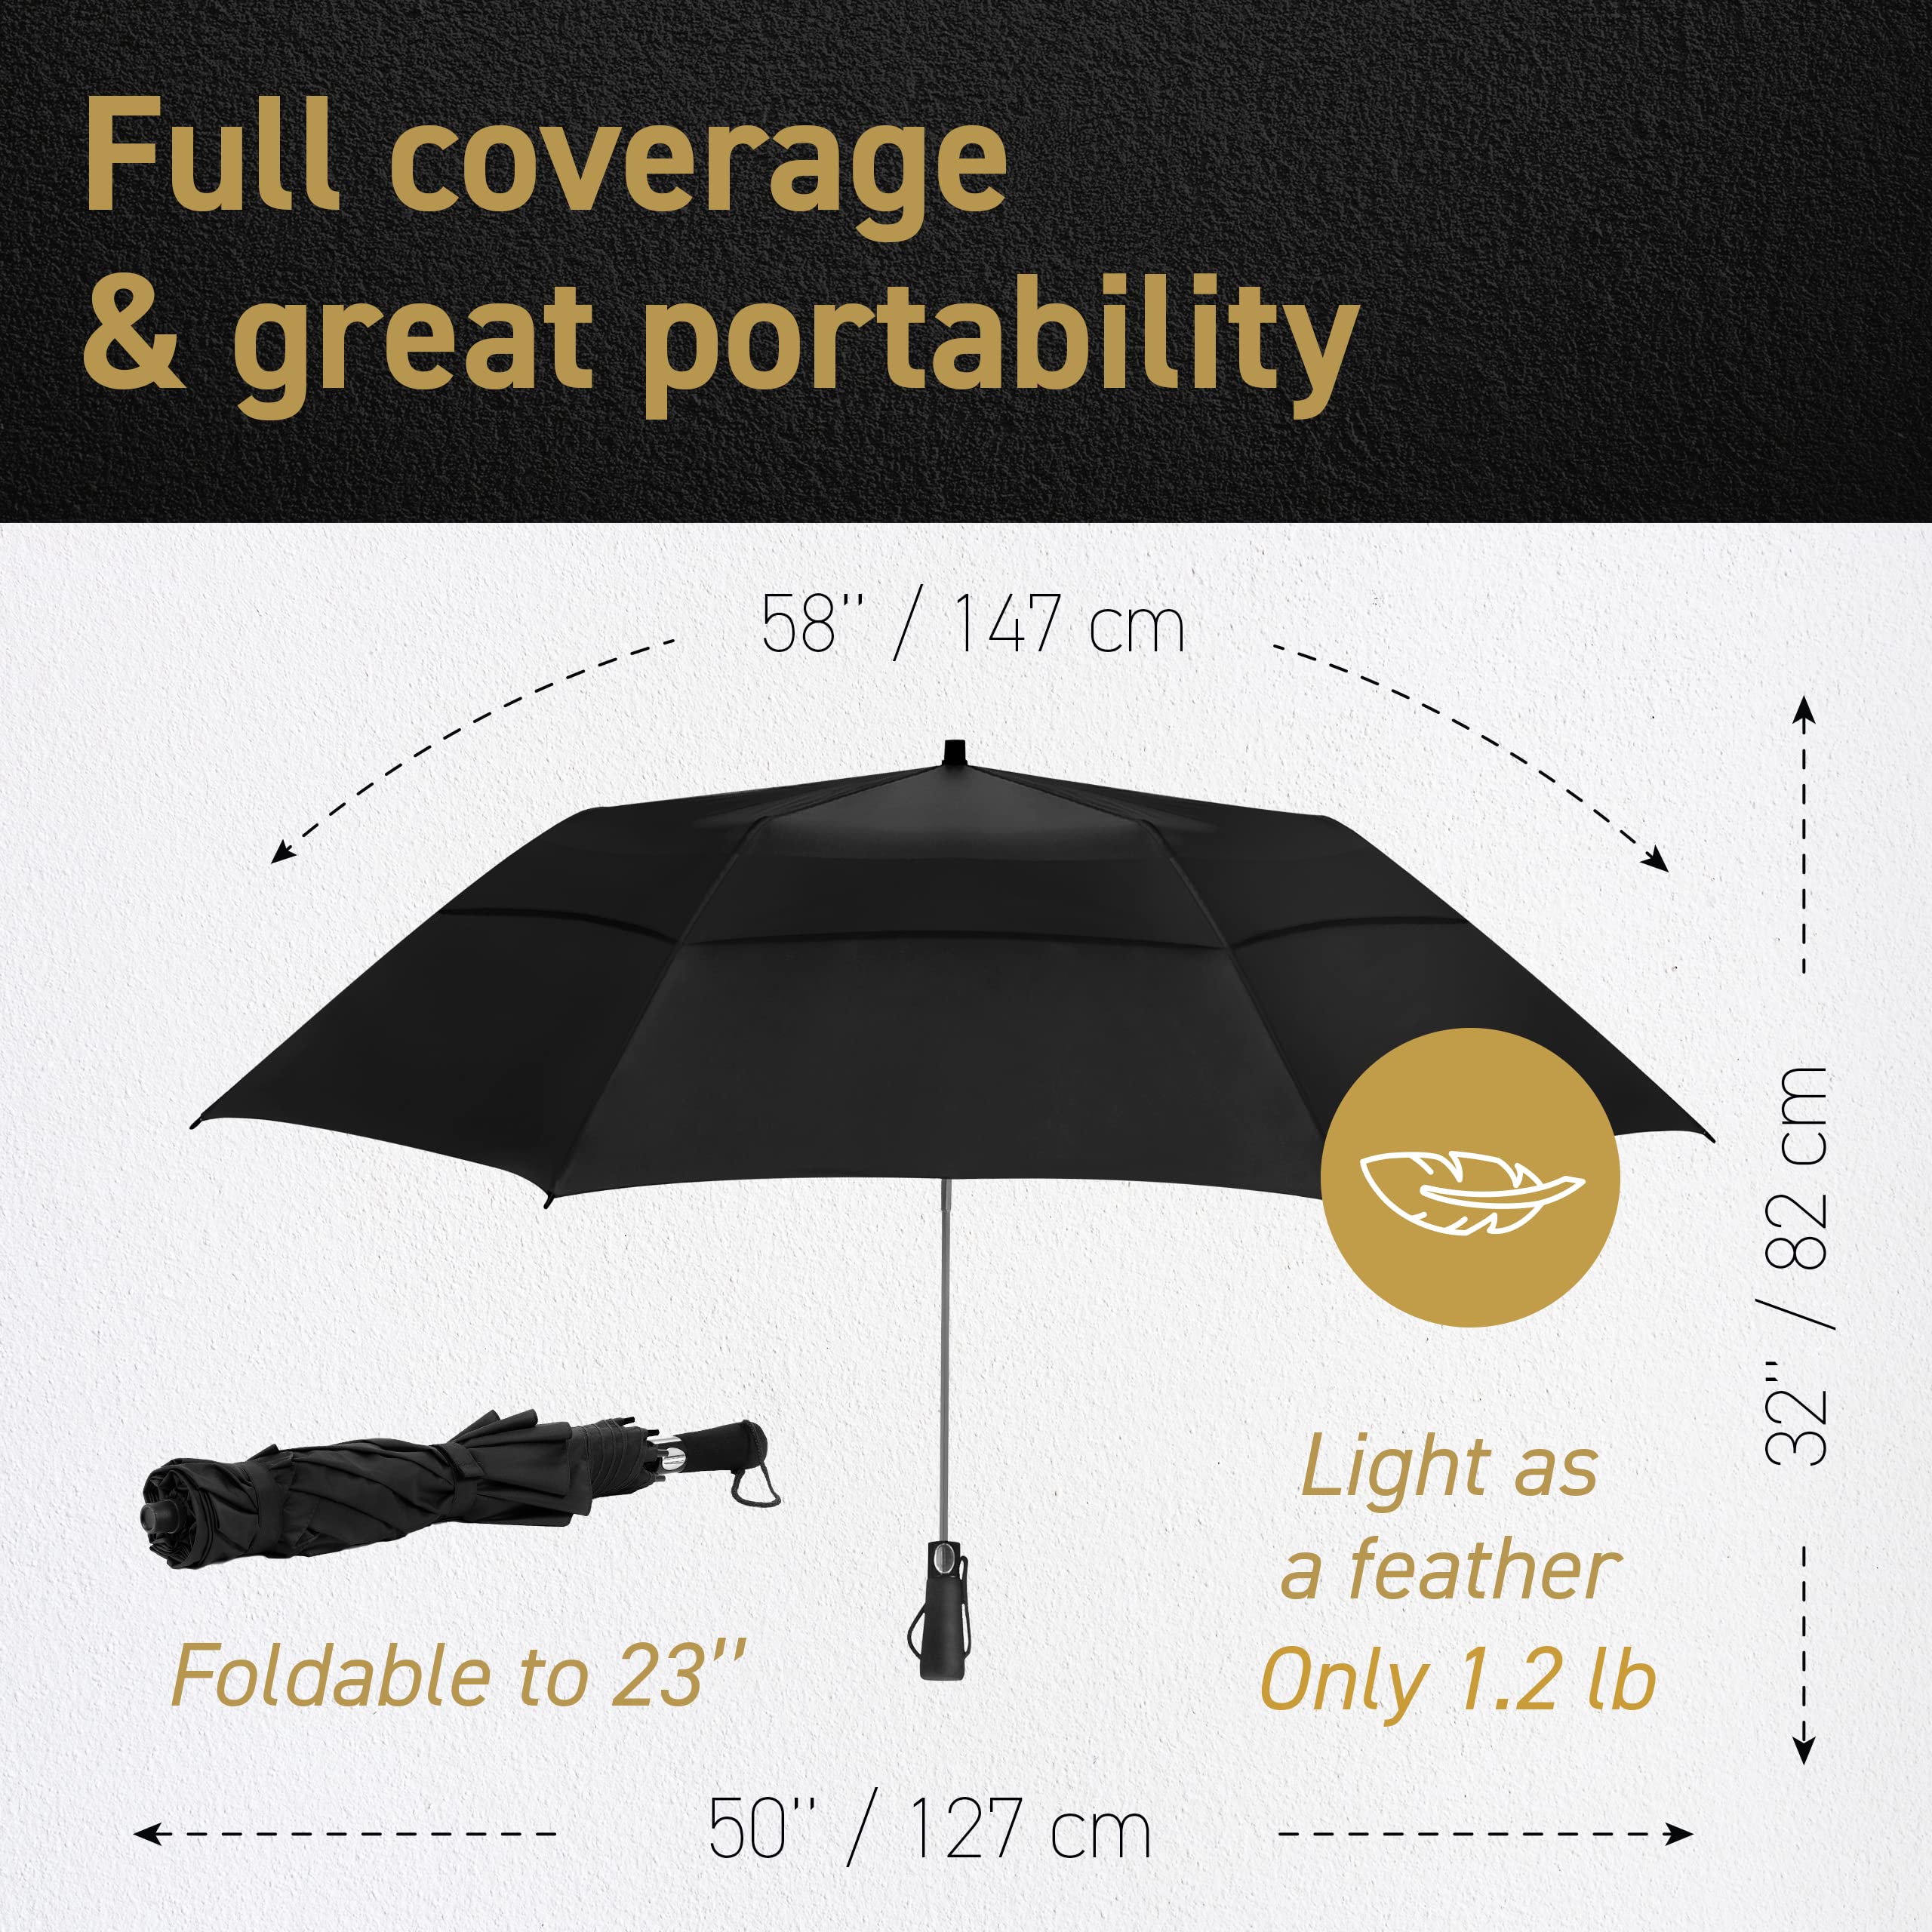 Full coverage
& great portability
58’’ / 147 cm
32’’ / 82 cm
Light as
a feather
Only 1.2 lb
Foldable to 23’’
50’’ / 127 cm